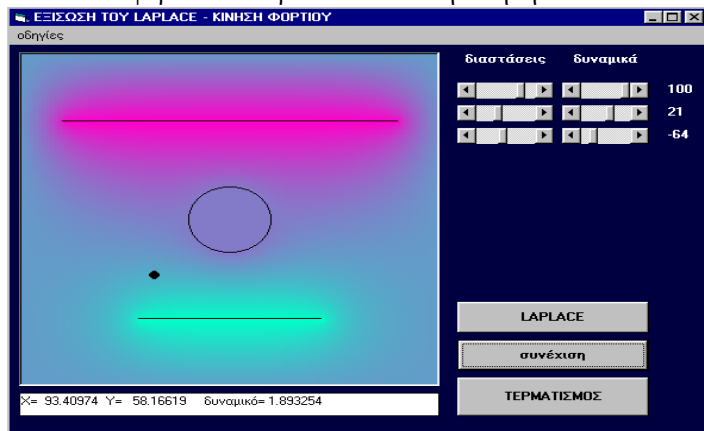 ΕΞΙΣΩΣΗ ΤΟΥ LAPLACE - ΚΙΝΗΣΗ ΦΟΡΤΙΟΥ
οδηγίες
διαστάσεις δυναμικά
100
21
-64
LAPLACE
συνέχιση
ΤΕΡΜΑΤΙΣΜΟΣ
X= 93.40974 Y= 58.16619 δυναμικό= 1.893254